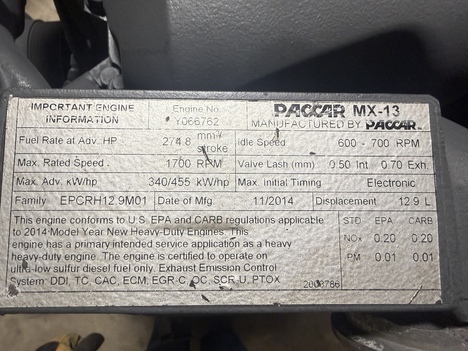 IMPORTANT ENGINE INFORMATION
Engine No. Y066762
PACCAR MX-13
MANUFACTURED BY PACCAR INC
Fuel Rate at Adv. HP 274.8 mm³/stroke
Idle Speed 600 - 700 RPM
Max. Rated Speed 1700 RPM
Valve Lash (mm) 0.50 Int. 0.70 Exh.
Max. Adv. KW/hp 340/455 kW/hp
Max. Initial Timing Electronic
Family EPCRH12.9M01
Date of Mfg. 11/2014
Displacement 12.9 L
This engine conforms to U.S. EPA and CARB regulations applicable
to 2014 Model Year New Heavy-Duty Engines. This
engine has a primary intended service application as a heavy
heavy-duty engine. The engine is certified to operate on
ultra-low sulfur diesel fuel only. Exhaust Emission Control
System: DDI, TC, CAC, ECM, EGR-C, OC, SCR-U, PTOX
STD EPA CARB
NOx 0.20 0.20
PM 0.01 0.01